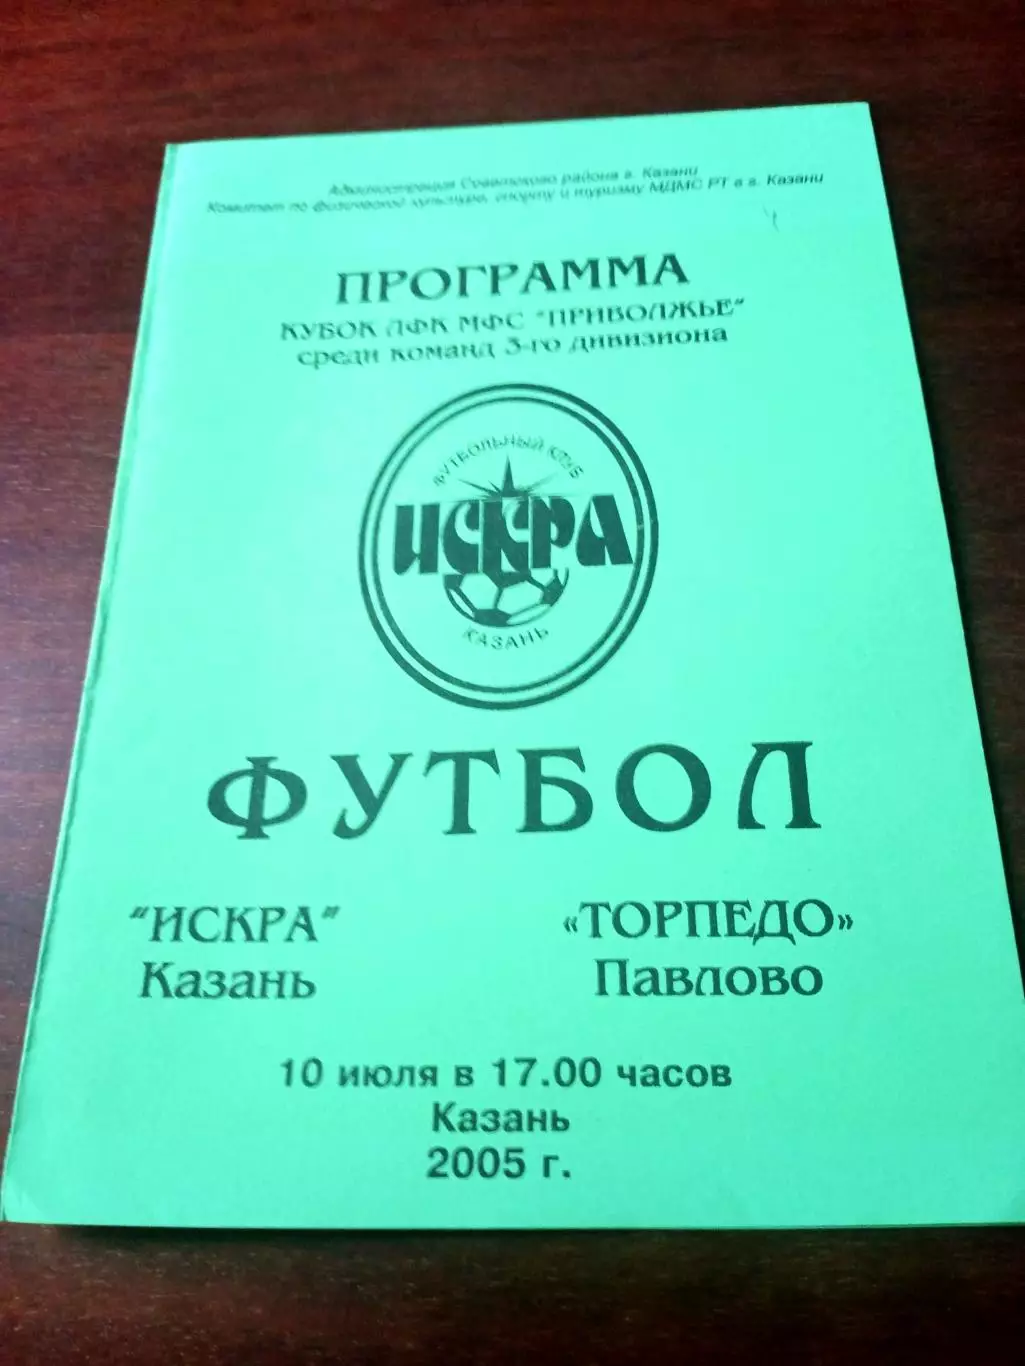 Администрация Советского района г. Казани
Комитет по физической культуре, спорту и туризму МДМС РТ в г. Казани
ПРОГРАММА
КУБОК ЛФК МФС "ПРИВОЛЖЬЕ"
среди команд 3-го дивизиона
ФУТБОЛЬНЫЙ КЛУБ
ИСКРА
КАЗАНЬ
ФУТБОЛ
"ИСКРА" «ТОРПЕДО»
Казань Павлово
10 июля в 17.00 часов
Казань
2005 г.